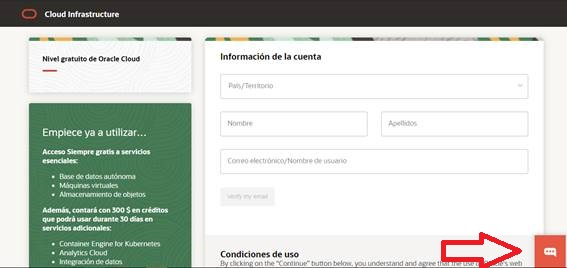 Cloud Infrastructure
Nivel gratuito de Oracle Cloud
Empiece ya a utilizar...
Acceso Siempre gratis a servicios
esenciales:
Base de datos autónoma
Máquinas virtuales
Almacenamiento de objetos
Además, contará con 300 $ en créditos
que podrá usar durante 30 días en
servicios adicionales:
Container Engine for Kubernetes
Analytics Cloud
Integración de datos
Información de la cuenta
País/Territorio
Nombre
Apellidos
Correo electrónico/Nombre de usuario
Verify my email
Condiciones de uso
By clicking on the "Continue" button below, you understand and agree that the use of Oracle's web